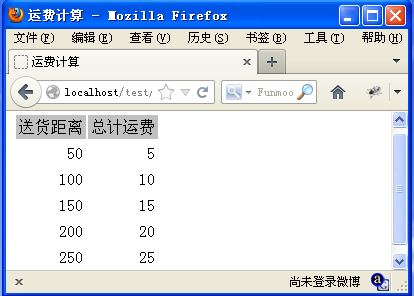 运费计算 - Mozilla Firefox
文件(F) 编辑(E) 查看(V) 历史(S) 书签(B) 工具(T) 帮助(H)
运费计算
localhost/test/ Funmoo
送货距离 总计运费
50 5
100 10
150 15
200 20
250 25
尚未登录微博